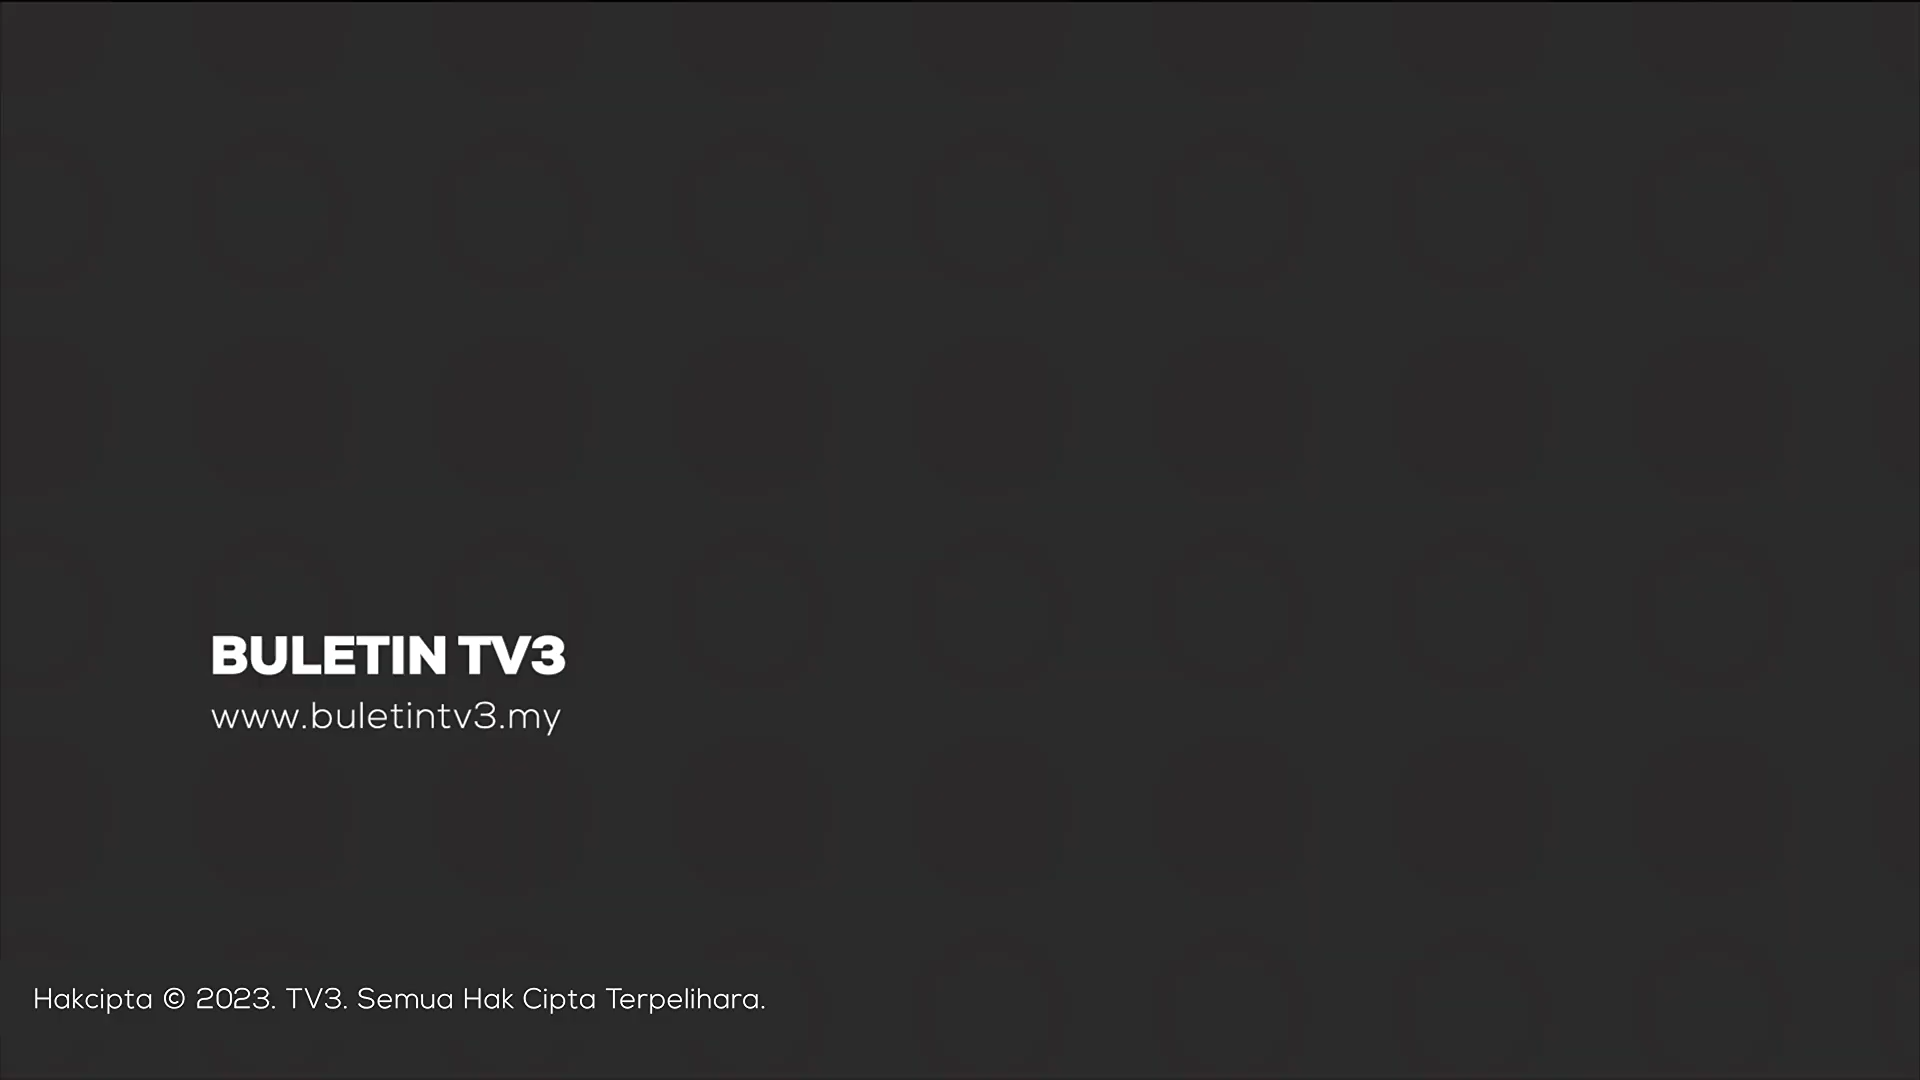 BULETIN TV3
www.buletintv3.my
Hakcipta © 2023. TV3. Semua Hak Cipta Terpelihara.